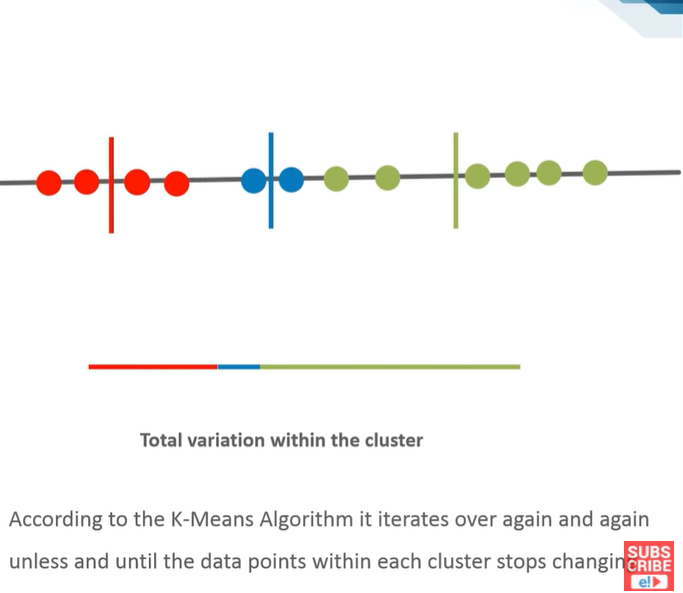 Total variation within the cluster
According to the K-Means Algorithm it iterates over again and again
unless and until the data points within each cluster stops changin
SUBS
CRIBE
e!